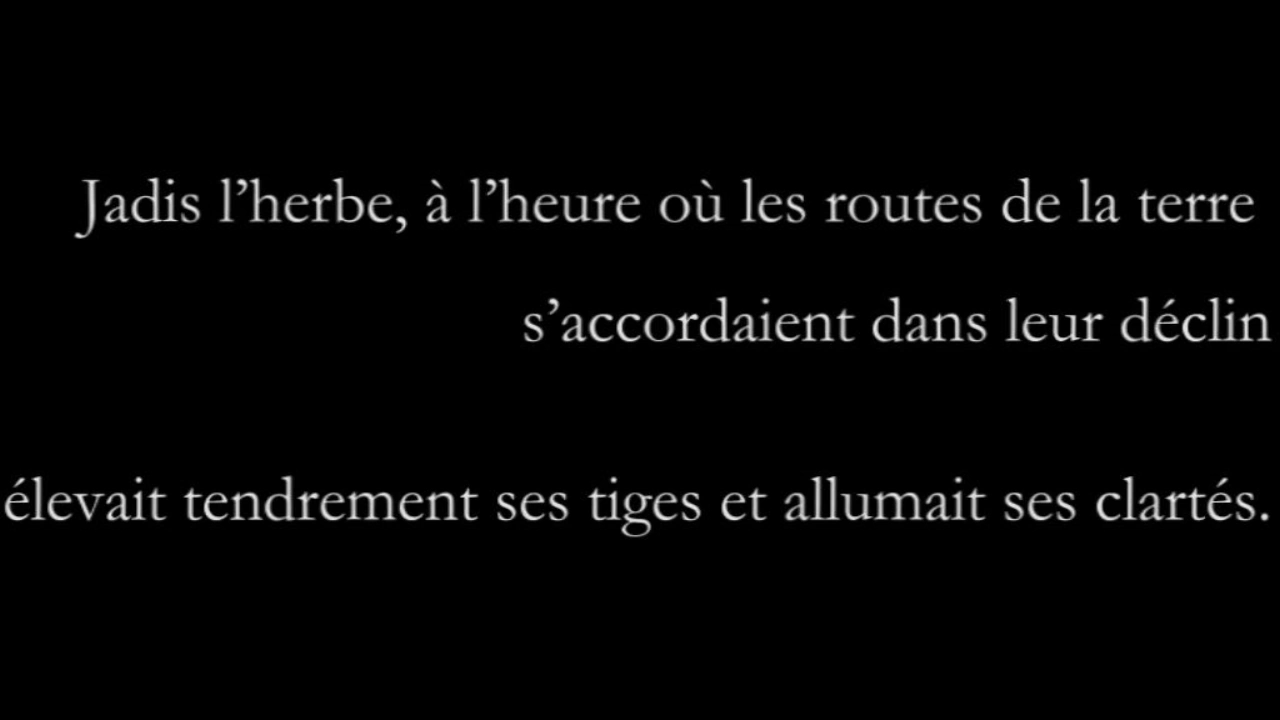 Jadis l’herbe, à l’heure où les routes de la terre
s’accordaient dans leur déclin
élevait tendrement ses tiges et allumait ses clartés.